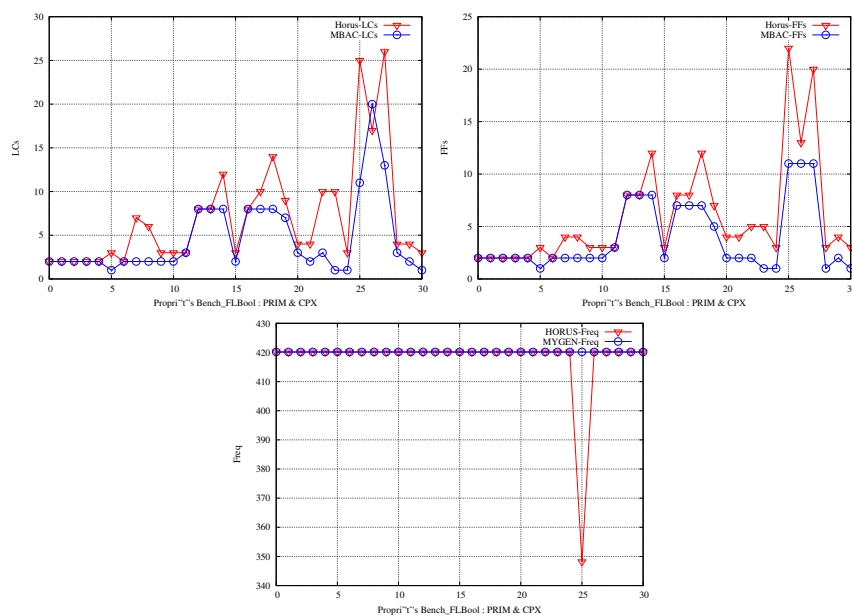 30
25
20
15
10
5
0
LCs
Horus-LCs
MBAC-LCs
0 5 10 15 20 25 30
Propri˜t˜s Bench_FLBool : PRIM & CPX
25
20
15
10
5
0
FFs
Horus-FFs
MBAC-FFs
0 5 10 15 20 25 30
Propri˜t˜s Bench_FLBool : PRIM & CPX
430
420
410
400
390
380
370
360
350
340
Freq
HORUS-Freq
MYGEN-Freq
0 5 10 15 20 25 30
Propri˜t˜s Bench_FLBool : PRIM & CPX